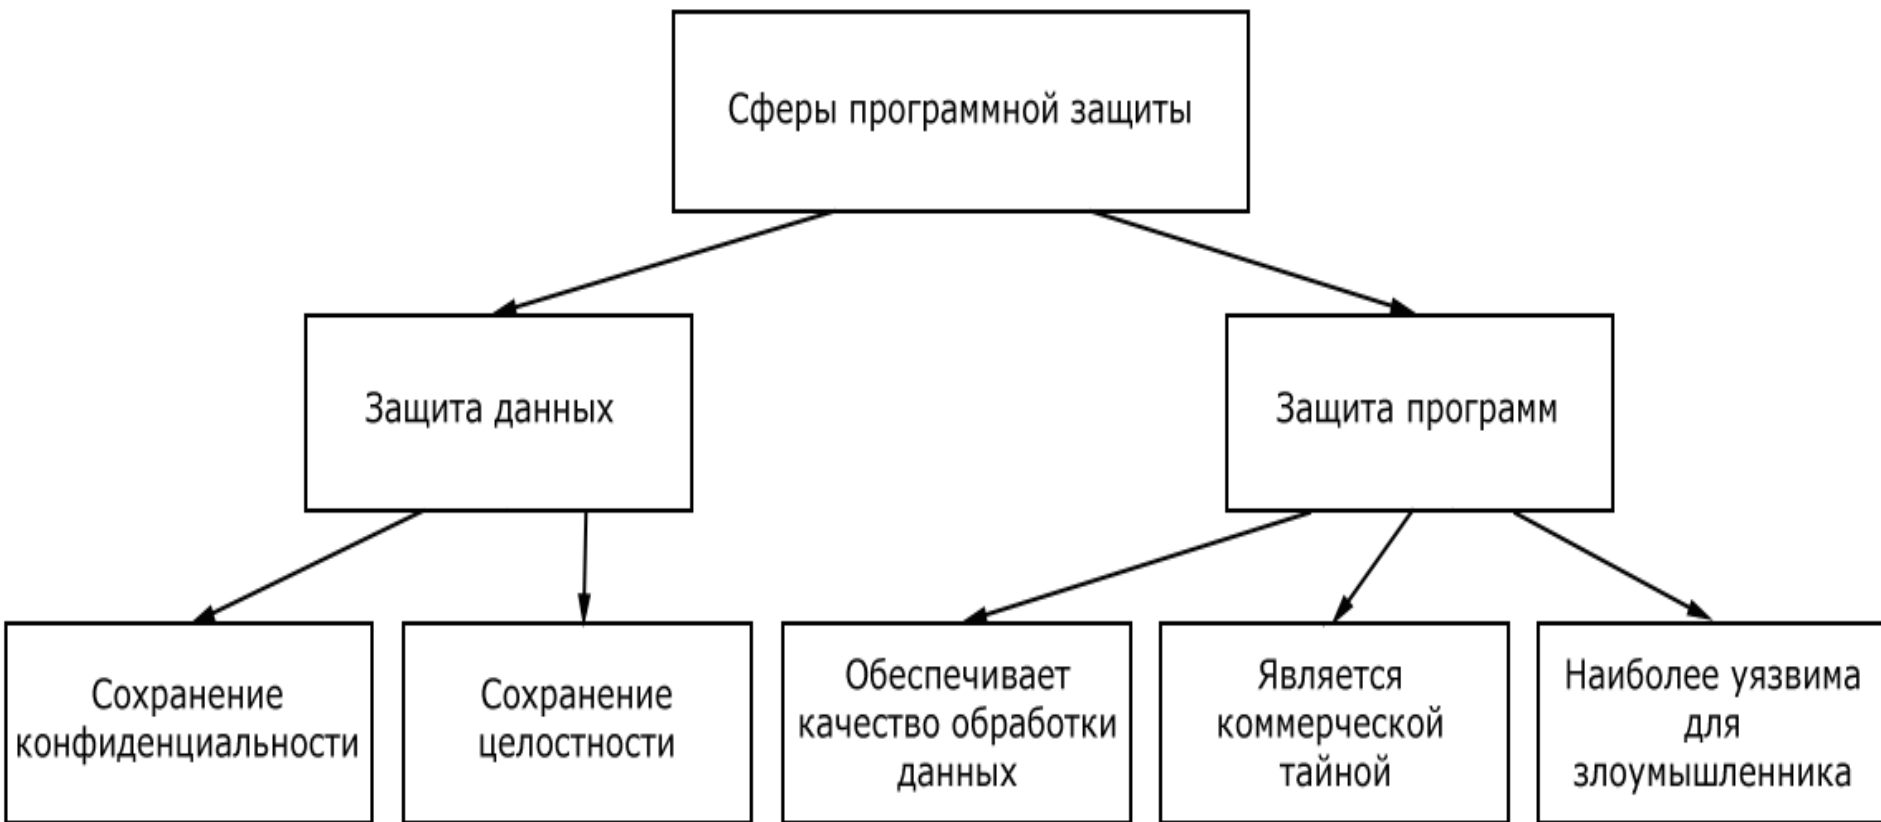 Сферы программной защиты
Защита данных
Защита программ
Сохранение
конфиденциальности
Сохранение
целостности
Обеспечивает
качество обработки
данных
Является
коммерческой
тайной
Наиболее уязвима
для
злоумышленника